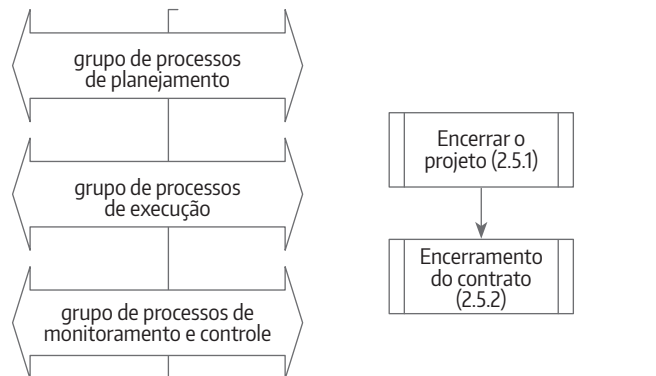 grupo de processos
de planejamento
grupo de processos
de execução
grupo de processos de
monitoramento e controle
Encerrar o
projeto (2.5.1)
Encerramento
do contrato
(2.5.2)